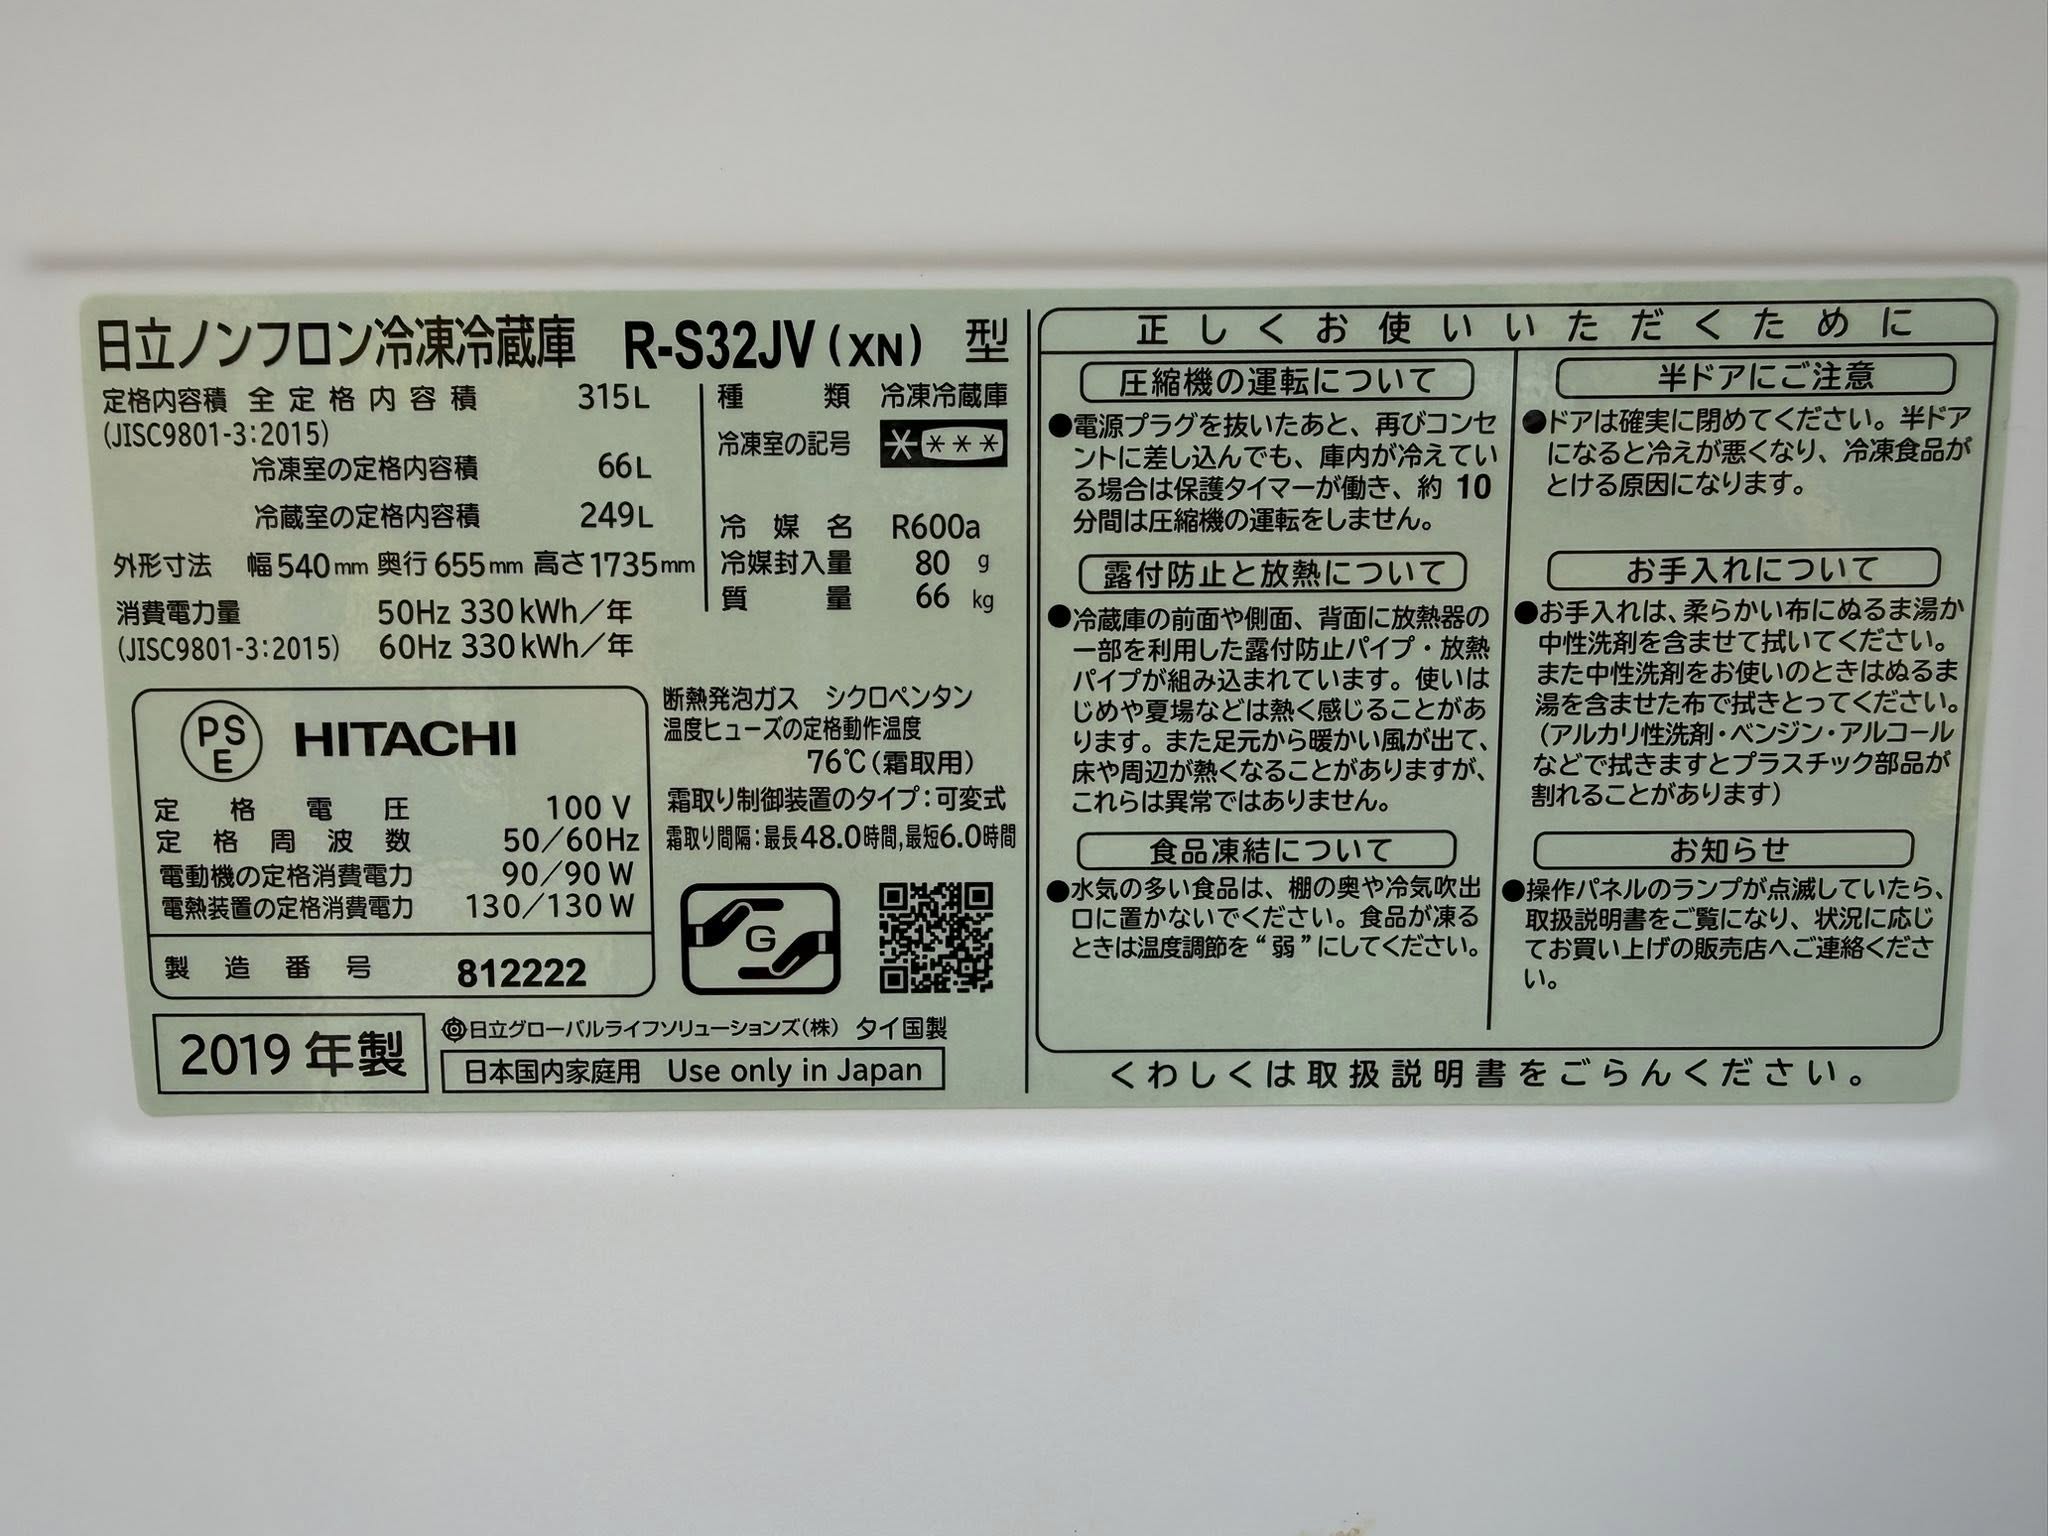 日立ノンフロン冷凍冷蔵庫 R-S32JV(XN) 型
定格内容積 全定格内容積 315L
(JISC9801-3:2015)
冷凍室の定格内容積 66L
冷蔵室の定格内容積 249L
種類 冷凍冷蔵庫
冷凍室の記号
冷媒名 R600a
冷媒封入量 80 g
質量 66 kg
外形寸法 幅540mm 奥行655mm 高さ1735mm
消費電力量 50Hz 330kWh/年
(JISC9801-3:2015) 60Hz 330kWh/年
PS
E
HITACHI
定格電圧 100V
定格周波数 50/60Hz
電動機の定格消費電力 90/90W
電熱装置の定格消費電力 130/130W
製造番号 812222
断熱発泡ガス シクロペンタン
温度ヒューズの定格動作温度
76℃(霜取用)
霜取り制御装置のタイプ:可変式
霜取り間隔:最長48.0時間,最短6.0時間
G
2019年製
日立グローバルライフソリューションズ(株) タイ国製
日本国内家庭用 Use only in Japan
正しくお使いいただくために
圧縮機の運転について
●電源プラグを抜いたあと、再びコンセ
ントに差し込んでも、庫内が冷えてい
る場合は保護タイマーが働き、約10
分間は圧縮機の運転をしません。
露付防止と放熱について
●冷蔵庫の前面や側面、背面に放熱器の
一部を利用した露付防止パイプ・放熱
パイプが組み込まれています。使いは
じめや夏場などは熱く感じることがあ
ります。また足元から暖かい風が出て、
床や周辺が熱くなることがありますが、
これらは異常ではありません。
食品凍結について
●水気の多い食品は、棚の奥や冷気吹出
口に置かないでください。食品が凍る
ときは温度調節を“弱”にしてください。
半ドアにご注意
●ドアは確実に閉めてください。半ドア
になると冷えが悪くなり、冷凍食品が
とける原因になります。
お手入れについて
●お手入れは、柔らかい布にぬるま湯か
中性洗剤を含ませて拭いてください。
また中性洗剤をお使いのときはぬるま
湯を含ませた布で拭きとってください。
(アルカリ性洗剤・ベンジン・アルコール
などで拭きますとプラスチック部品が
割れることがあります)
お知らせ
●操作パネルのランプが点滅していたら、
取扱説明書をご覧になり、状況に応じ
てお買い上げの販売店へご連絡くださ
い。
くわしくは取扱説明書をごらんください。